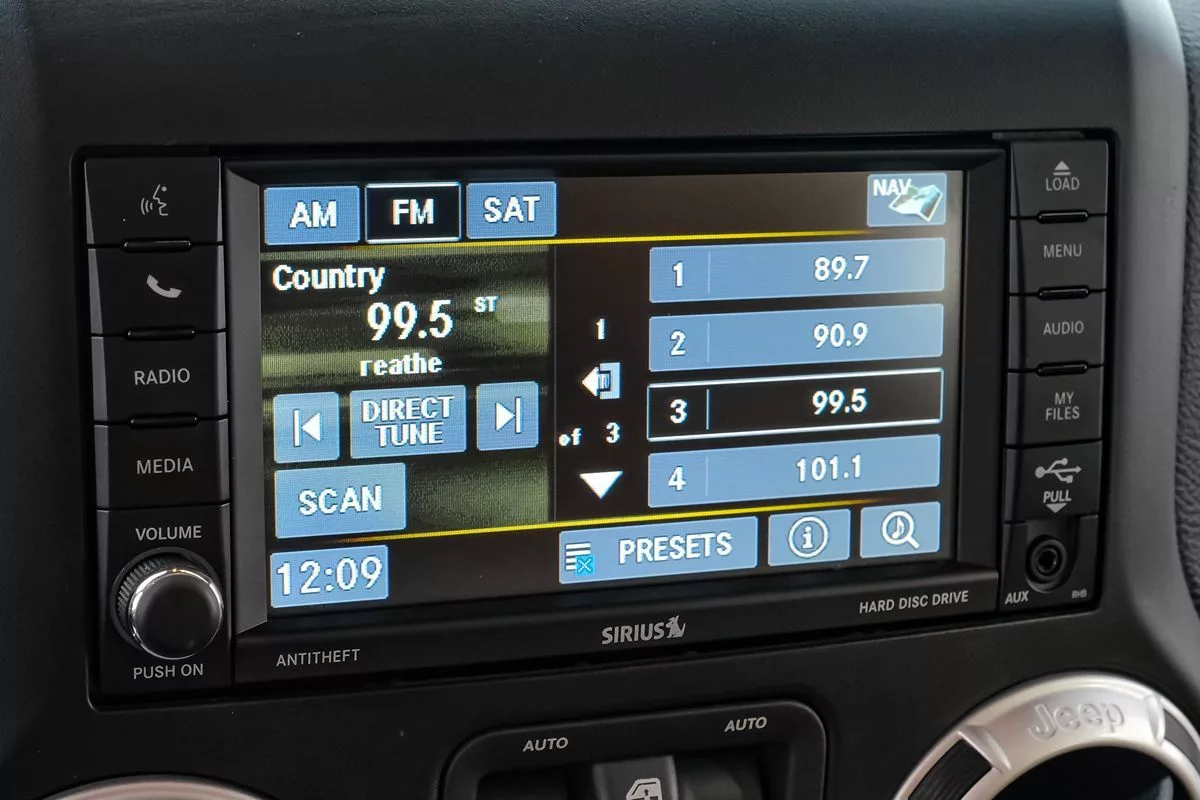 AM FM SAT NAV
LOAD
MENU
AUDIO
MY
FILES
PULL
AUX RHB
RADIO
MEDIA
VOLUME
PUSH ON
Country
99.5 ST
reathe
DIRECT
TUNE
SCAN
12:09
1
of 3
1 89.7
2 90.9
3 99.5
4 101.1
PRESETS
i
ANTITHEFT
SIRIUS
HARD DISC DRIVE
AUTO
AUTO
Jeep